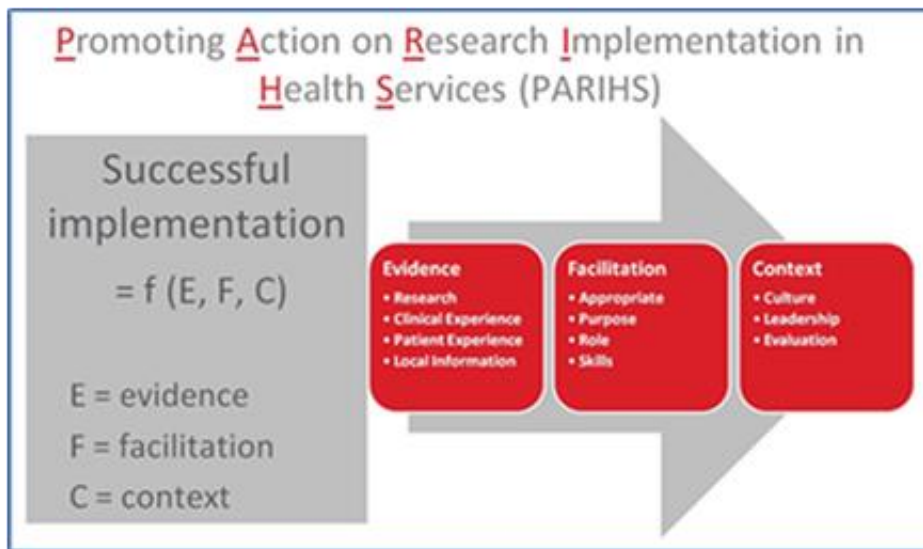 Promoting Action on Research Implementation in
Health Services (PARIHS)
Successful
implementation
= f (E, F, C)
E = evidence
F = facilitation
C = context
Evidence
• Research
• Clinical Experience
• Patient Experience
• Local Information
Facilitation
• Appropriate
• Purpose
• Role
• Skills
Context
• Culture
• Leadership
• Evaluation